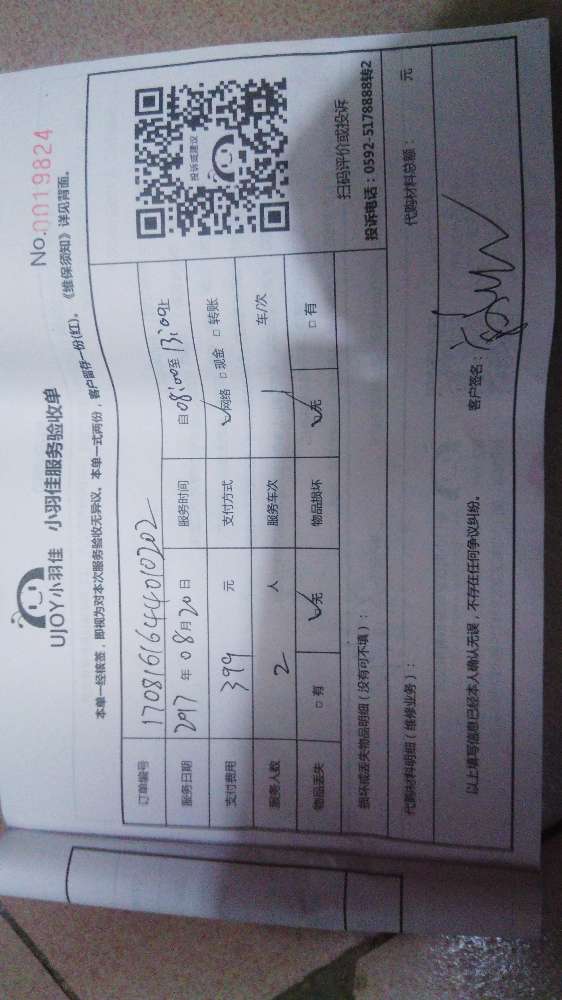 UJOY小羽佳 小羽佳服务验收单
No:0019824
本单一经核签，即视为对本次服务验收无异议。本单一式两份，客户留存一份(红)。《维保须知》详见背面。
订单编号 1708161644010202
服务日期 2017 年 08 月 20 日 服务时间 自 08:00 至 13:00 止
支付费用 399 元 支付方式 ✓网络 □ 现金 □ 转账
服务人数 2 人 服务车次 车/次
物品丢失 □ 有 ✓无 物品损坏 ✓无 □ 有
投诉或建议
扫码评价或投诉
投诉电话：0592-5178888转2
损坏或丢失物品明细（没有可不填）：
代购材料明细（维修业务）： 代购材料总额： 元
以上填写信息已经本人确认无误，不存在任何争议纠纷。 客户签名：